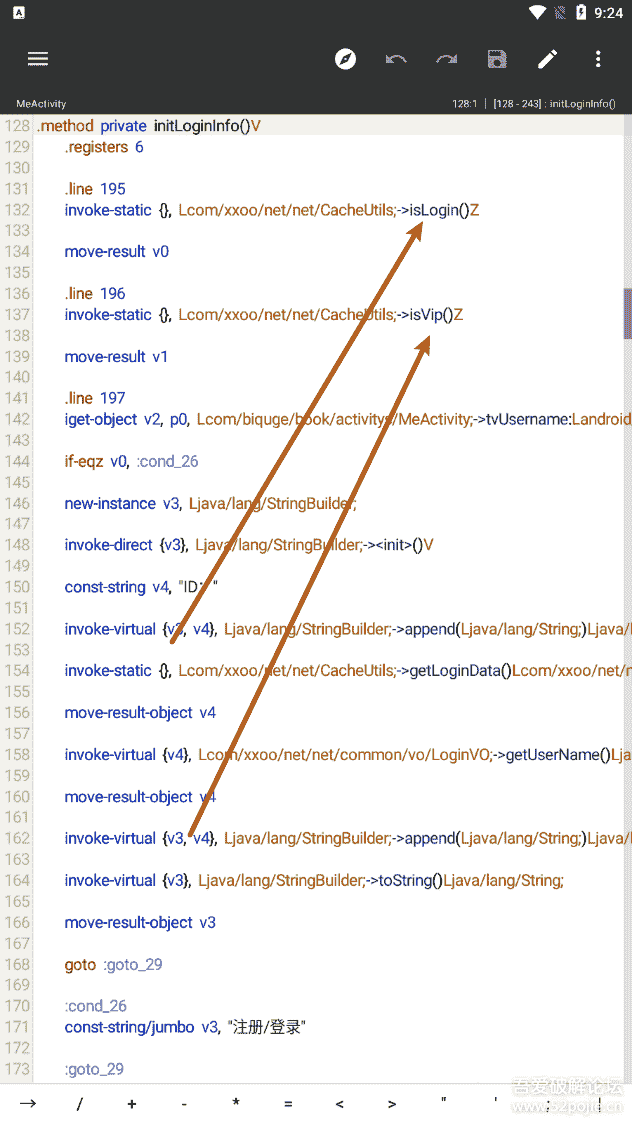 A
9:24
MeActivity
128:1 | [128 - 243] : initLoginInfo()
128 .method private initLoginInfo()V
129 .registers 6
130
131 .line 195
132 invoke-static {}, Lcom/xxoo/net/net/CacheUtils;->isLogin()Z
133
134 move-result v0
135
136 .line 196
137 invoke-static {}, Lcom/xxoo/net/net/CacheUtils;->isVip()Z
138
139 move-result v1
140
141 .line 197
142 iget-object v2, p0, Lcom/biquge/book/activitys/MeActivity;->tvUsername:Landroid
143
144 if-eqz v0, :cond_26
145
146 new-instance v3, Ljava/lang/StringBuilder;
147
148 invoke-direct {v3}, Ljava/lang/StringBuilder;-><init>()V
149
150 const-string v4, "ID: "
151
152 invoke-virtual {v3, v4}, Ljava/lang/StringBuilder;->append(Ljava/lang/String;)Ljava/l
153
154 invoke-static {}, Lcom/xxoo/net/net/CacheUtils;->getLoginData()Lcom/xxoo/net/n
155
156 move-result-object v4
157
158 invoke-virtual {v4}, Lcom/xxoo/net/net/common/vo/LoginVO;->getUserName()Lja
159
160 move-result-object v4
161
162 invoke-virtual {v3, v4}, Ljava/lang/StringBuilder;->append(Ljava/lang/String;)Ljava/l
163
164 invoke-virtual {v3}, Ljava/lang/StringBuilder;->toString()Ljava/lang/String;
165
166 move-result-object v3
167
168 goto :goto_29
169
170 :cond_26
171 const-string/jumbo v3, "注册/登录"
172
173 :goto_29
→ / + - * = < > " ' ; !
吾爱破解论坛
www.52pojie.cn